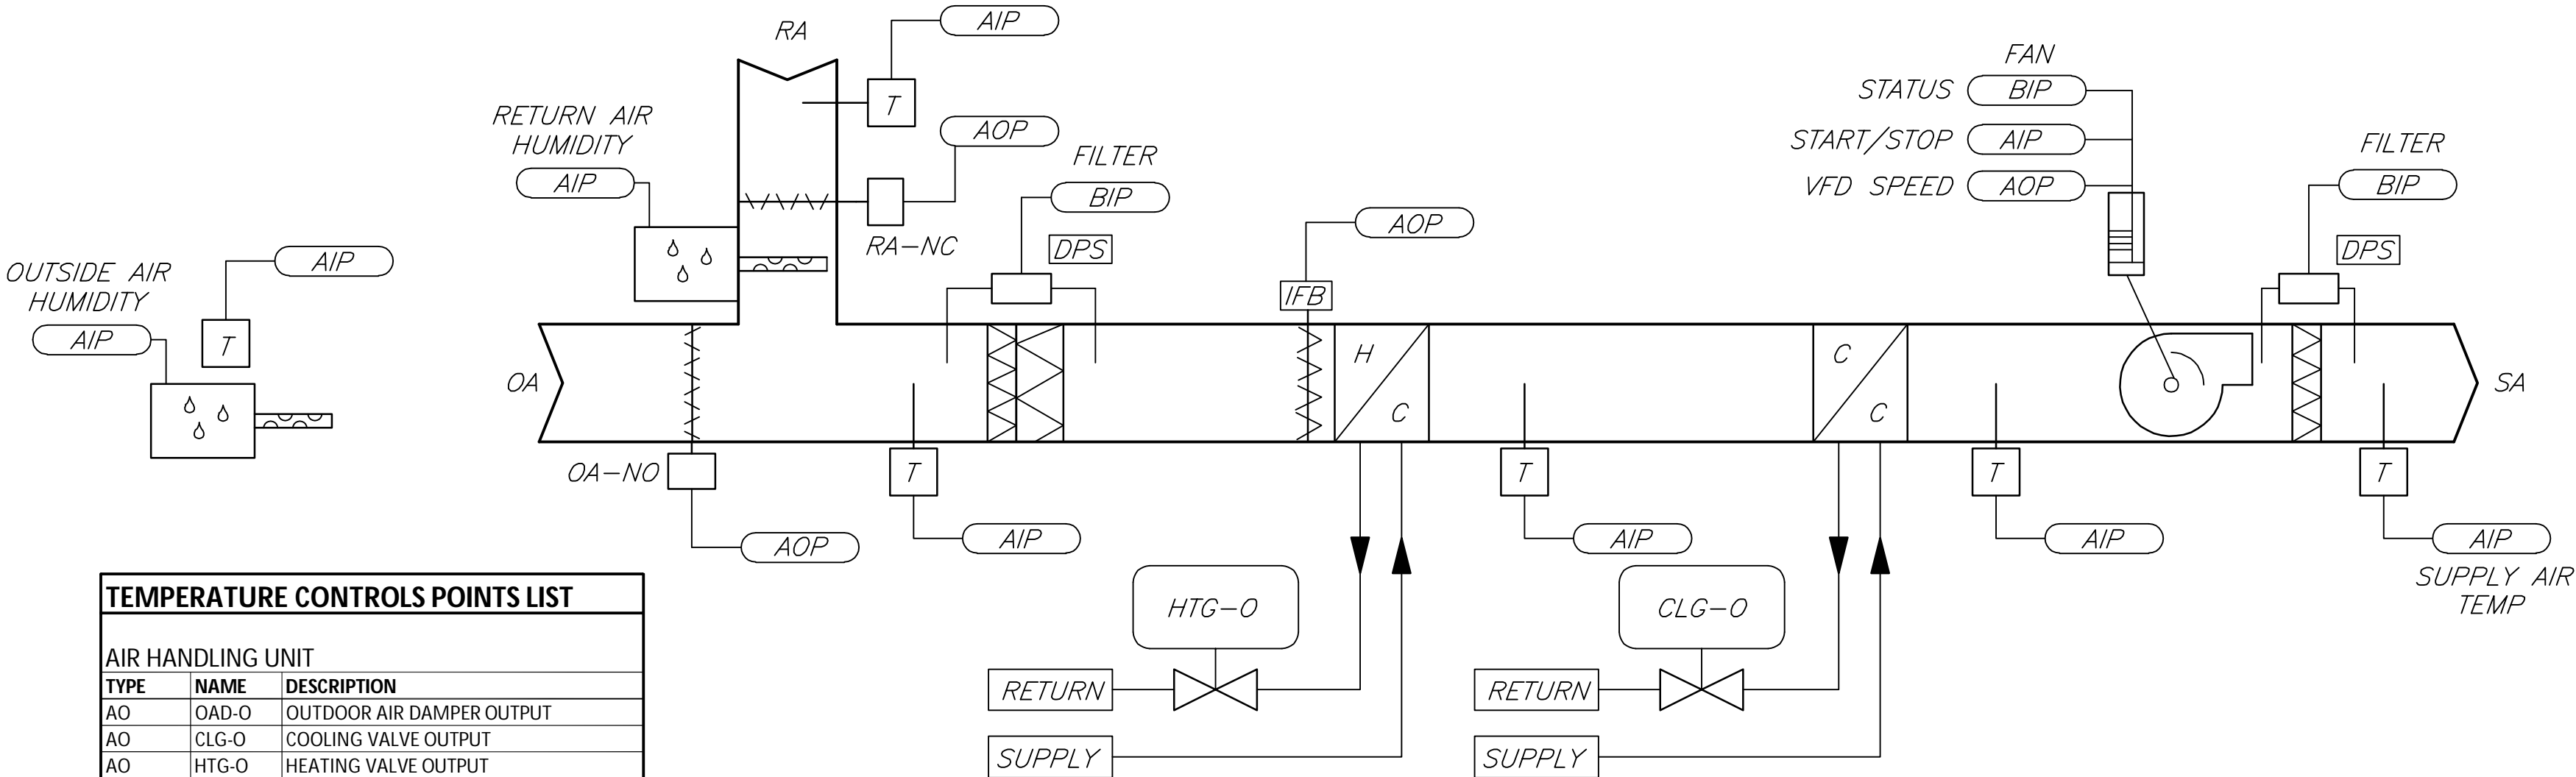 RA
AIP
T
RETURN AIR
HUMIDITY
AIP
AOP
RA-NC
FILTER
BIP
DPS
AOP
IFB
FAN
STATUS BIP
START/STOP AIP
VFD SPEED AOP
FILTER
BIP
DPS
OUTSIDE AIR
HUMIDITY
AIP
AIP
T
OA
H
C
C
C
SA
OA-NO
AOP
T
AIP
T
AIP
T
AIP
T
AIP
SUPPLY AIR
TEMP
HTG-O
RETURN
SUPPLY
CLG-O
RETURN
SUPPLY
TEMPERATURE CONTROLS POINTS LIST
AIR HANDLING UNIT
TYPE NAME DESCRIPTION
AO OAD-O OUTDOOR AIR DAMPER OUTPUT
AO CLG-O COOLING VALVE OUTPUT
AO HTG-O HEATING VALVE OUTPUT